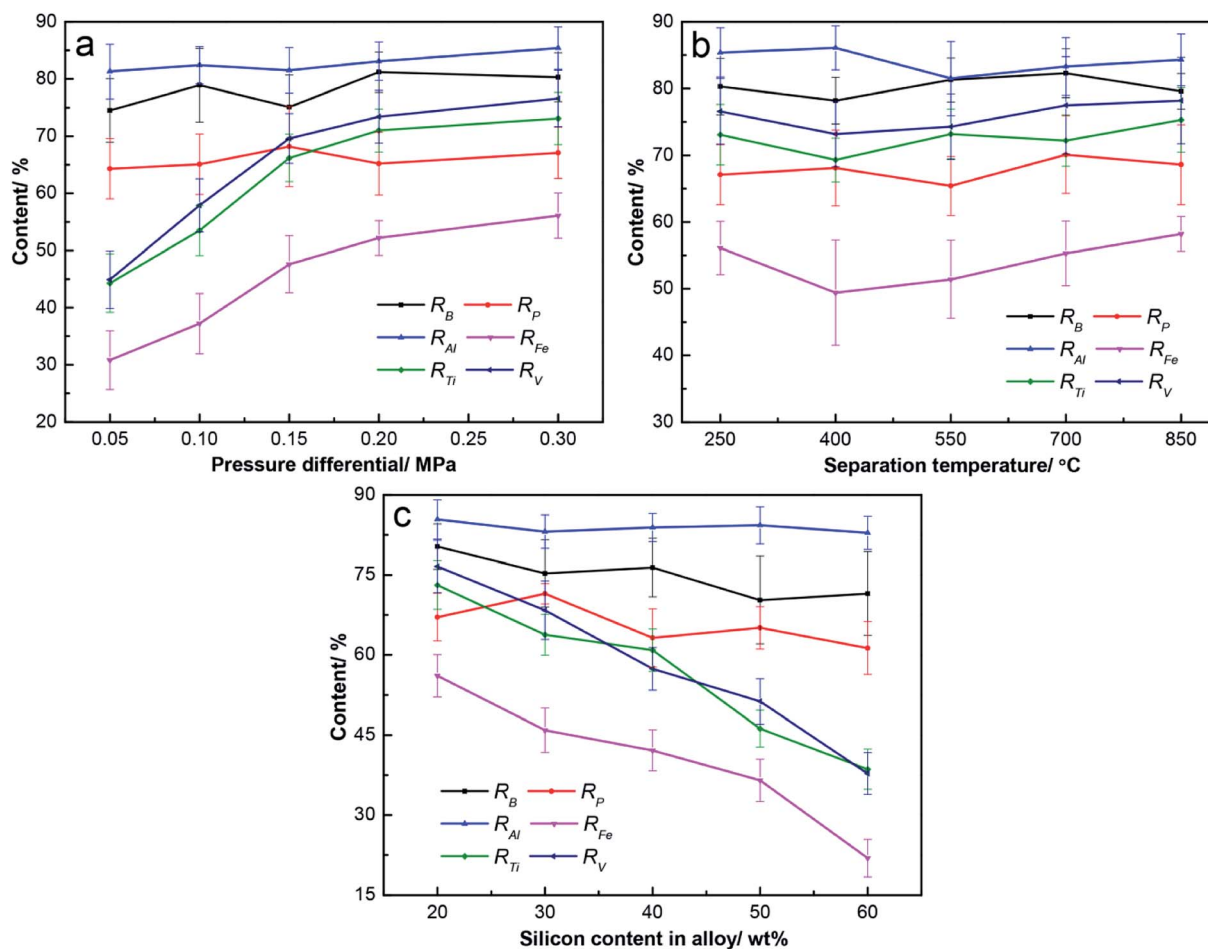 a
90
80
70
60
50
40
30
20
Content/ %
0.05 0.10 0.15 0.20 0.25 0.30
Pressure differential/ MPa
R_B R_P
R_Al R_Fe
R_Ti R_V
b
90
80
70
60
50
40
30
Content/ %
250 400 550 700 850
Separation temperature/ °C
R_B R_P
R_Al R_Fe
R_Ti R_V
c
90
75
60
45
30
15
Content/ %
20 30 40 50 60
Silicon content in alloy/ wt%
R_B R_P
R_Al R_Fe
R_Ti R_V